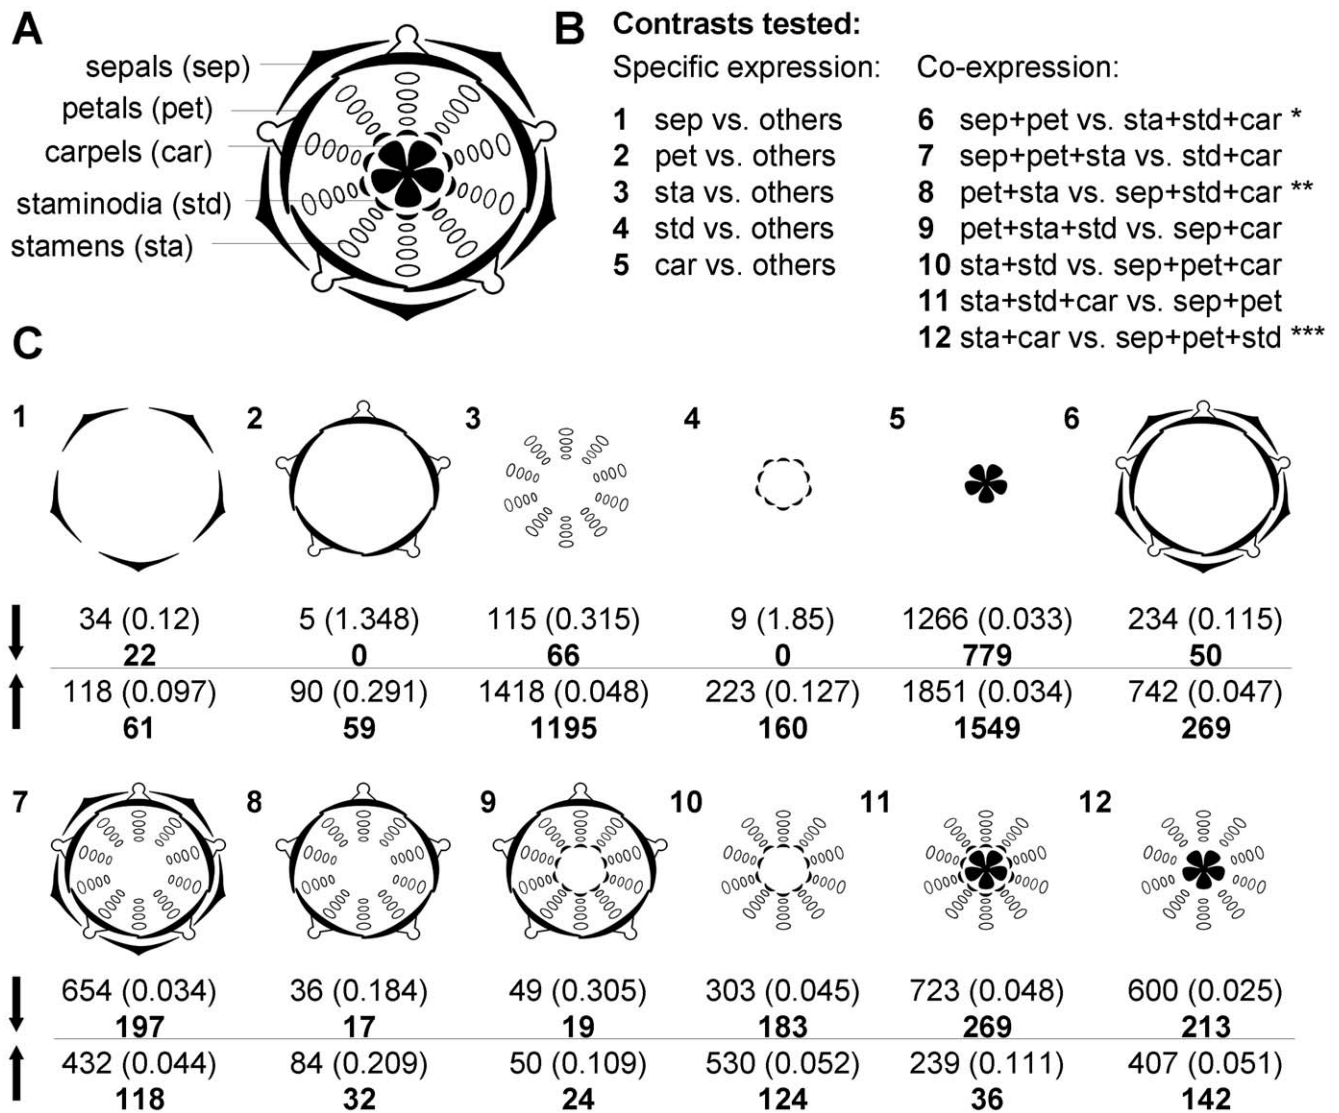 A
sepals (sep)
petals (pet)
carpels (car)
staminodia (std)
stamens (sta)
B Contrasts tested:
Specific expression:
1 sep vs. others
2 pet vs. others
3 sta vs. others
4 std vs. others
5 car vs. others
Co-expression:
6 sep+pet vs. sta+std+car *
7 sep+pet+sta vs. std+car
8 pet+sta vs. sep+std+car **
9 pet+sta+std vs. sep+car
10 sta+std vs. sep+pet+car
11 sta+std+car vs. sep+pet
12 sta+car vs. sep+pet+std ***
C
1 2 3 4 5 6
34 (0.12) 5 (1.348) 115 (0.315) 9 (1.85) 1266 (0.033) 234 (0.115)
22 0 66 0 779 50
118 (0.097) 90 (0.291) 1418 (0.048) 223 (0.127) 1851 (0.034) 742 (0.047)
61 59 1195 160 1549 269
7 8 9 10 11 12
654 (0.034) 36 (0.184) 49 (0.305) 303 (0.045) 723 (0.048) 600 (0.025)
197 17 19 183 269 213
432 (0.044) 84 (0.209) 50 (0.109) 530 (0.052) 239 (0.111) 407 (0.051)
118 32 24 124 36 142